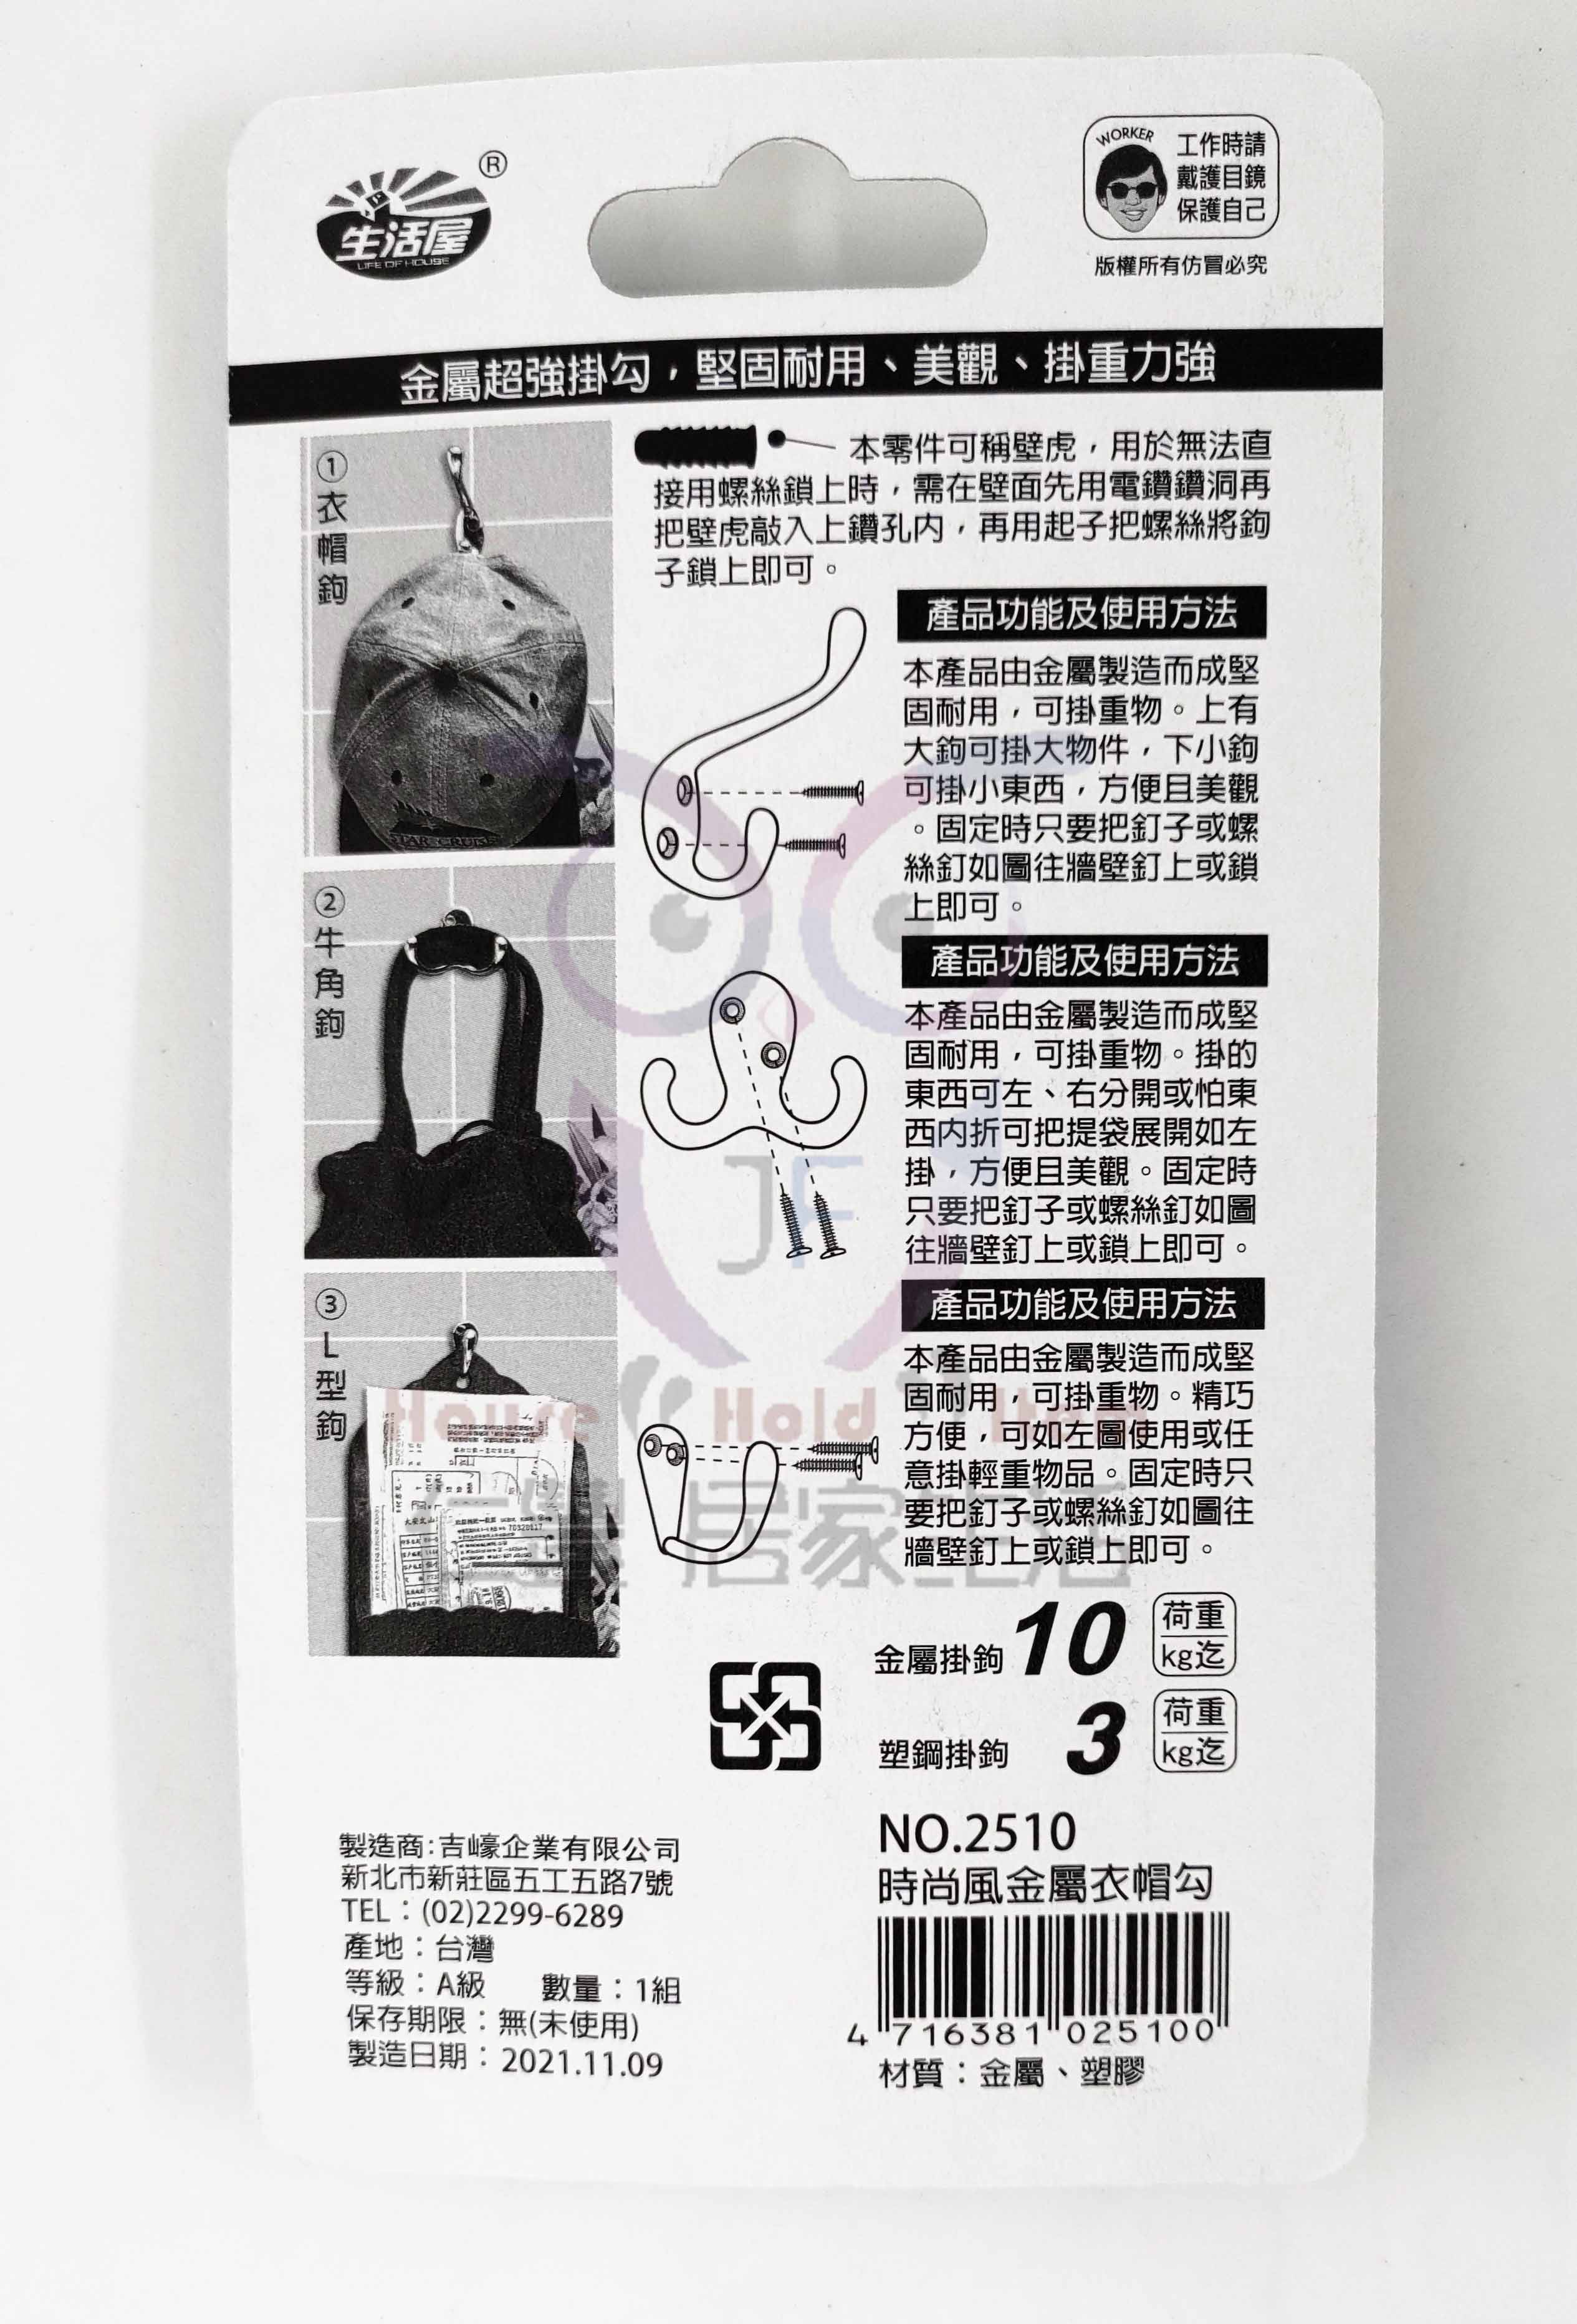 生活屋
LIFE OF HOUSE
®
WORKER
工作時請
戴護目鏡
保護自己
版權所有仿冒必究
金屬超強掛勾，堅固耐用、美觀、掛重力強
①衣帽鉤
STAR CRUISE
本零件可稱壁虎，用於無法直
接用螺絲鎖上時，需在壁面先用電鑽鑽洞再
把壁虎敲入上鑽孔內，再用起子把螺絲將鉤
子鎖上即可。
產品功能及使用方法
本產品由金屬製造而成堅
固耐用，可掛重物。上有
大鉤可掛大物件，下小鉤
可掛小東西，方便且美觀
。固定時只要把釘子或螺
絲釘如圖往牆壁釘上或鎖
上即可。
②牛角鉤
產品功能及使用方法
本產品由金屬製造而成堅
固耐用，可掛重物。掛的
東西可左、右分開或怕東
西內折可把提袋展開如左
掛，方便且美觀。固定時
只要把釘子或螺絲釘如圖
往牆壁釘上或鎖上即可。
JF
③L型鉤
產品功能及使用方法
本產品由金屬製造而成堅
固耐用，可掛重物。精巧
方便，可如左圖使用或任
意掛輕重物品。固定時只
要把釘子或螺絲釘如圖往
牆壁釘上或鎖上即可。
House Hold Item
居家生活
金屬掛鉤 10 荷重kg迄
塑鋼掛鉤 3 荷重kg迄
製造商:吉嶑企業有限公司
新北市新莊區五工五路7號
TEL：(02)2299-6289
產地：台灣
等級：A級 數量：1組
保存期限：無(未使用)
製造日期：2021.11.09
NO.2510
時尚風金屬衣帽勾
4 716381 025100
材質：金屬、塑膠